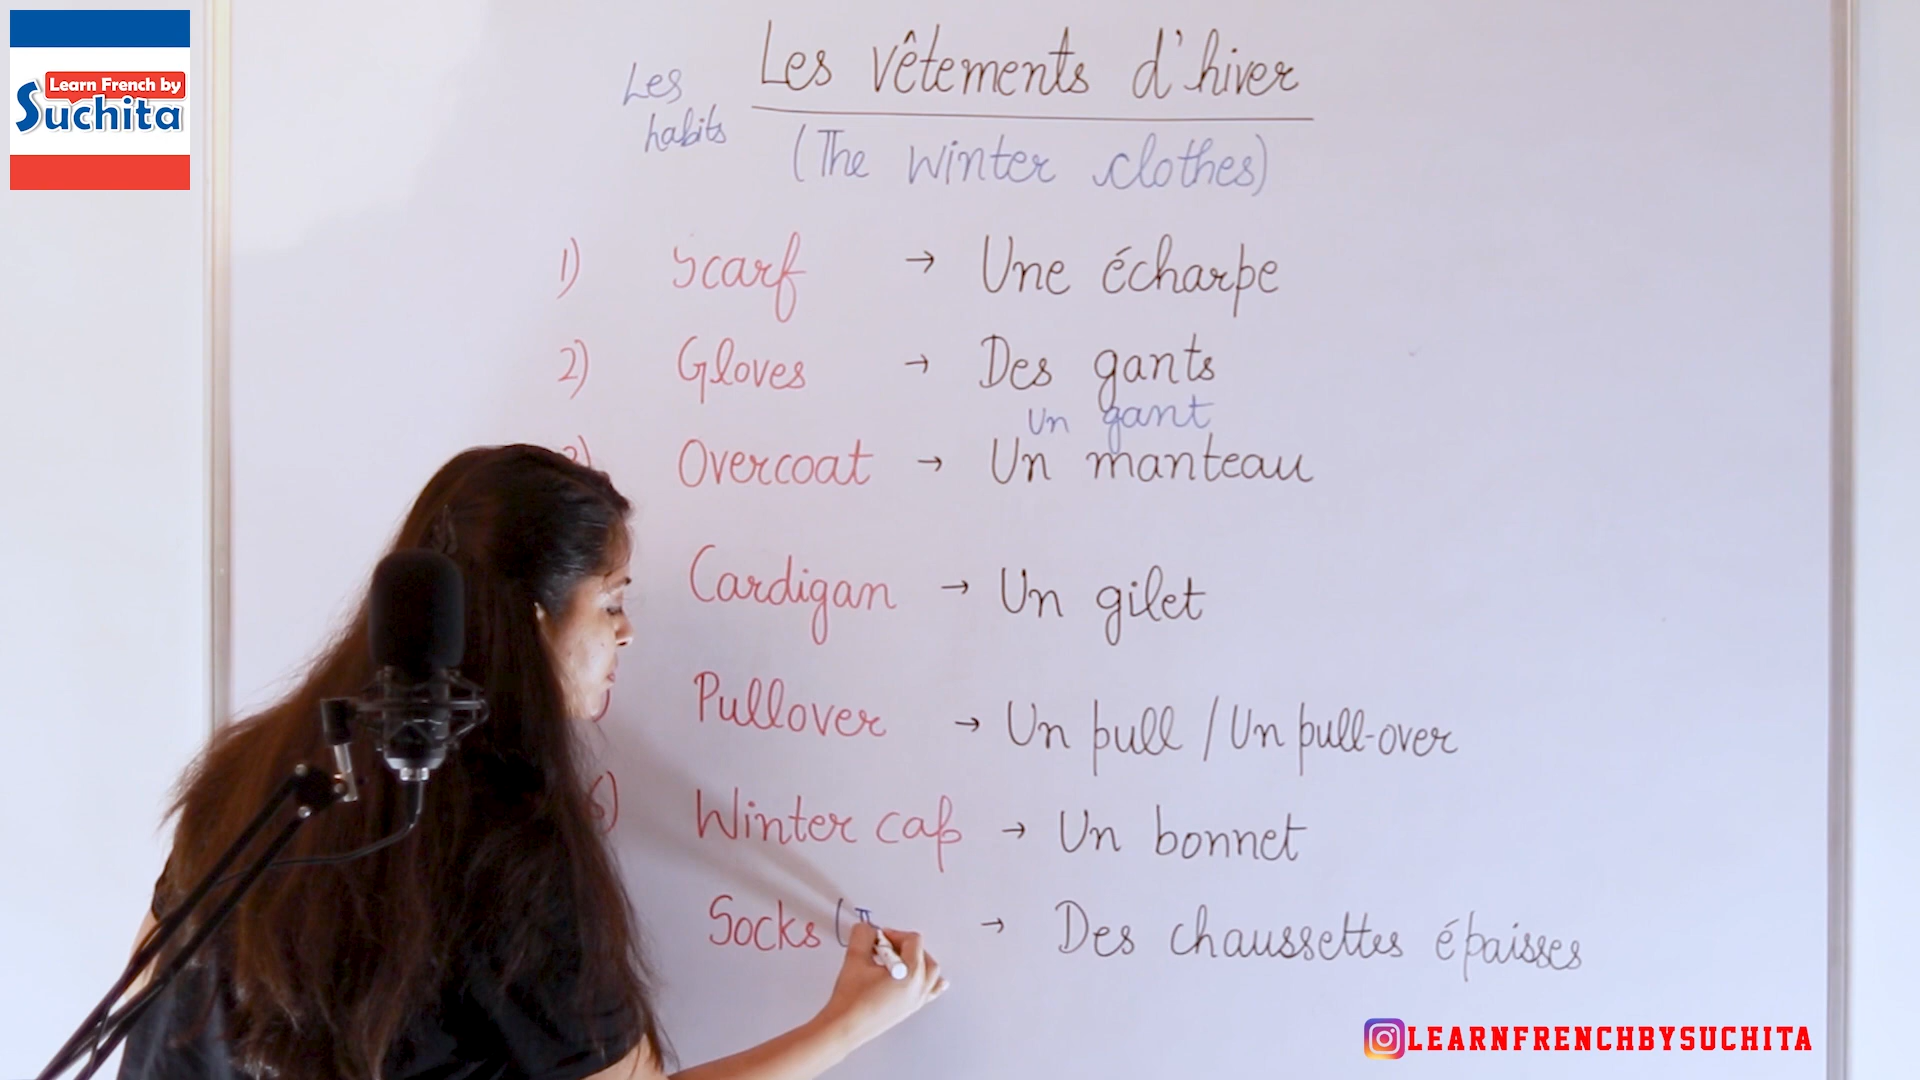 Learn French by
Suchita
Les vêtements d'hiver
Les
habits
(The winter clothes)
1) Scarf → Une écharpe
2) Gloves → Des gants
Un gant
3) Overcoat → Un manteau
Cardigan → Un gilet
Pullover → Un pull / Un pull-over
6) Winter cap → Un bonnet
Socks ( → Des chaussettes épaisses
LEARNFRENCHBYSUCHITA